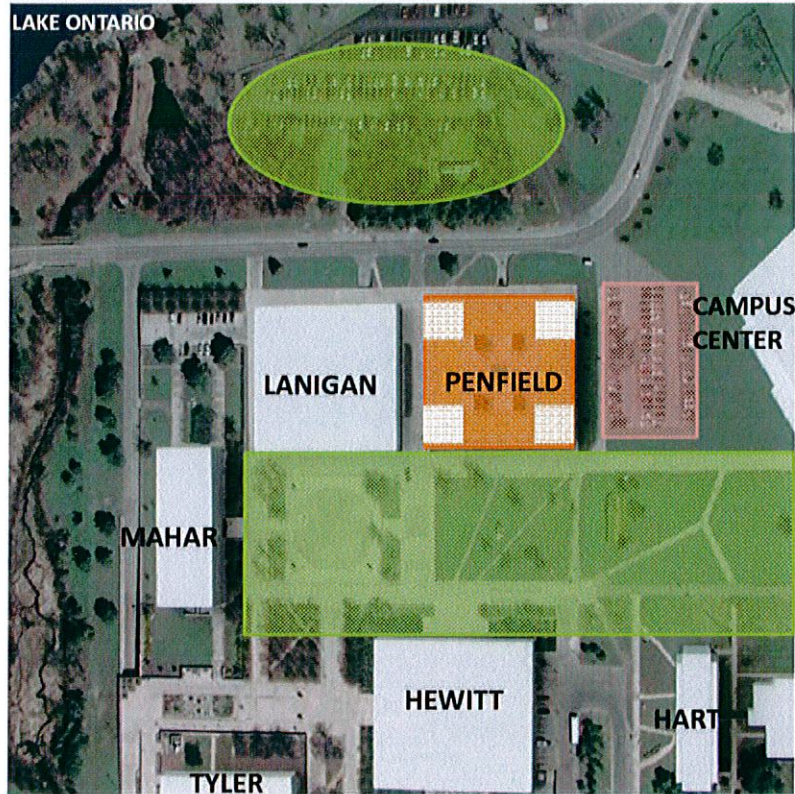 LAKE ONTARIO
CAMPUS
CENTER
LANIGAN
PENFIELD
MAHAR
HEWITT
HART
TYLER